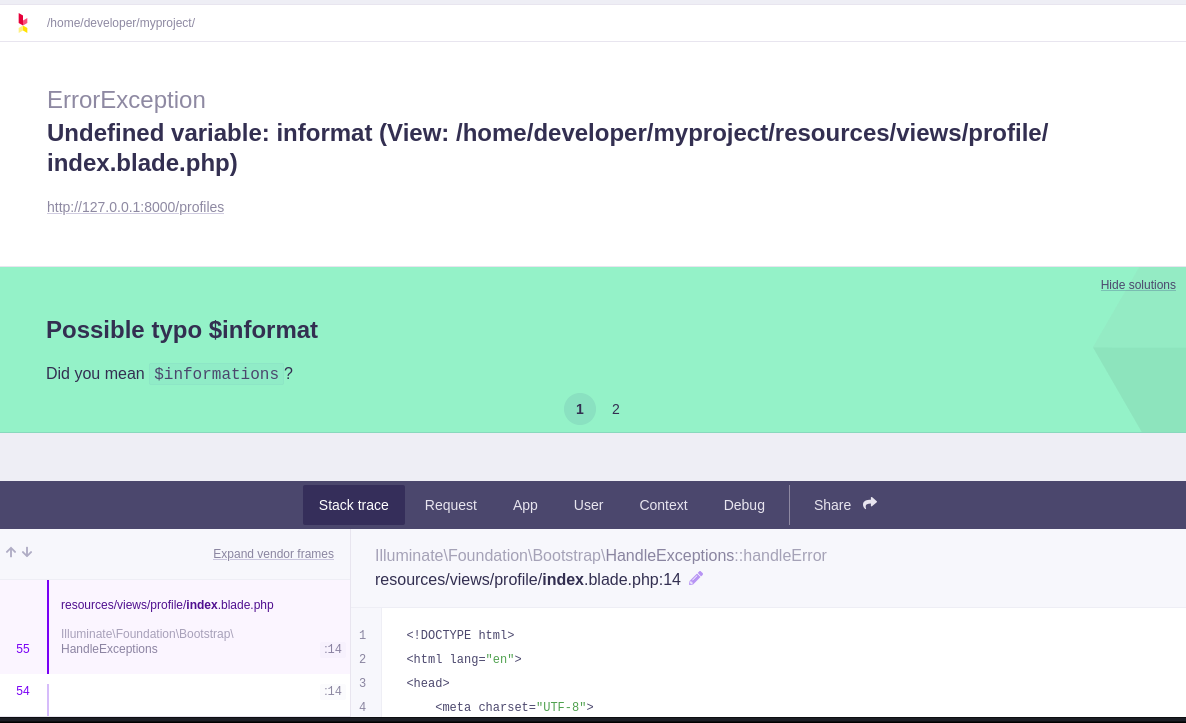 /home/developer/myproject/
ErrorException
Undefined variable: informat (View: /home/developer/myproject/resources/views/profile/
index.blade.php)
http://127.0.0.1:8000/profiles
Hide solutions
Possible typo $informat
Did you mean $informations?
1 2
Stack trace Request App User Context Debug Share
Expand vendor frames
resources/views/profile/index.blade.php
Illuminate\Foundation\Bootstrap\
55 HandleExceptions :14
54 :14
Illuminate\Foundation\Bootstrap\HandleExceptions::handleError
resources/views/profile/index.blade.php:14
1 <!DOCTYPE html>
2 <html lang="en">
3 <head>
4 <meta charset="UTF-8">